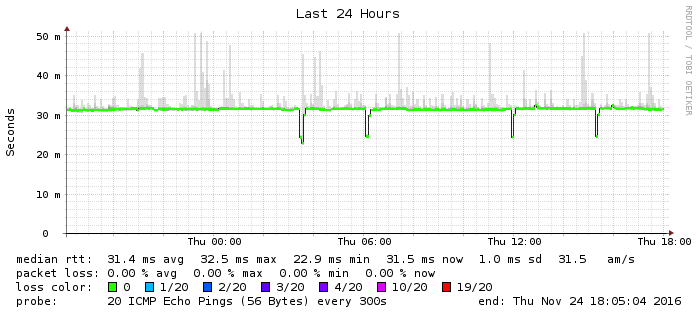 Last 24 Hours
RRDTOOL / TOBI OETIKER
Seconds
50 m
40 m
30 m
20 m
10 m
0
Thu 00:00 Thu 06:00 Thu 12:00 Thu 18:00
median rtt: 31.4 ms avg 32.5 ms max 22.9 ms min 31.5 ms now 1.0 ms sd 31.5 am/s
packet loss: 0.00 % avg 0.00 % max 0.00 % min 0.00 % now
loss color: 0 1/20 2/20 3/20 4/20 10/20 19/20
probe: 20 ICMP Echo Pings (56 Bytes) every 300s end: Thu Nov 24 18:05:04 2016